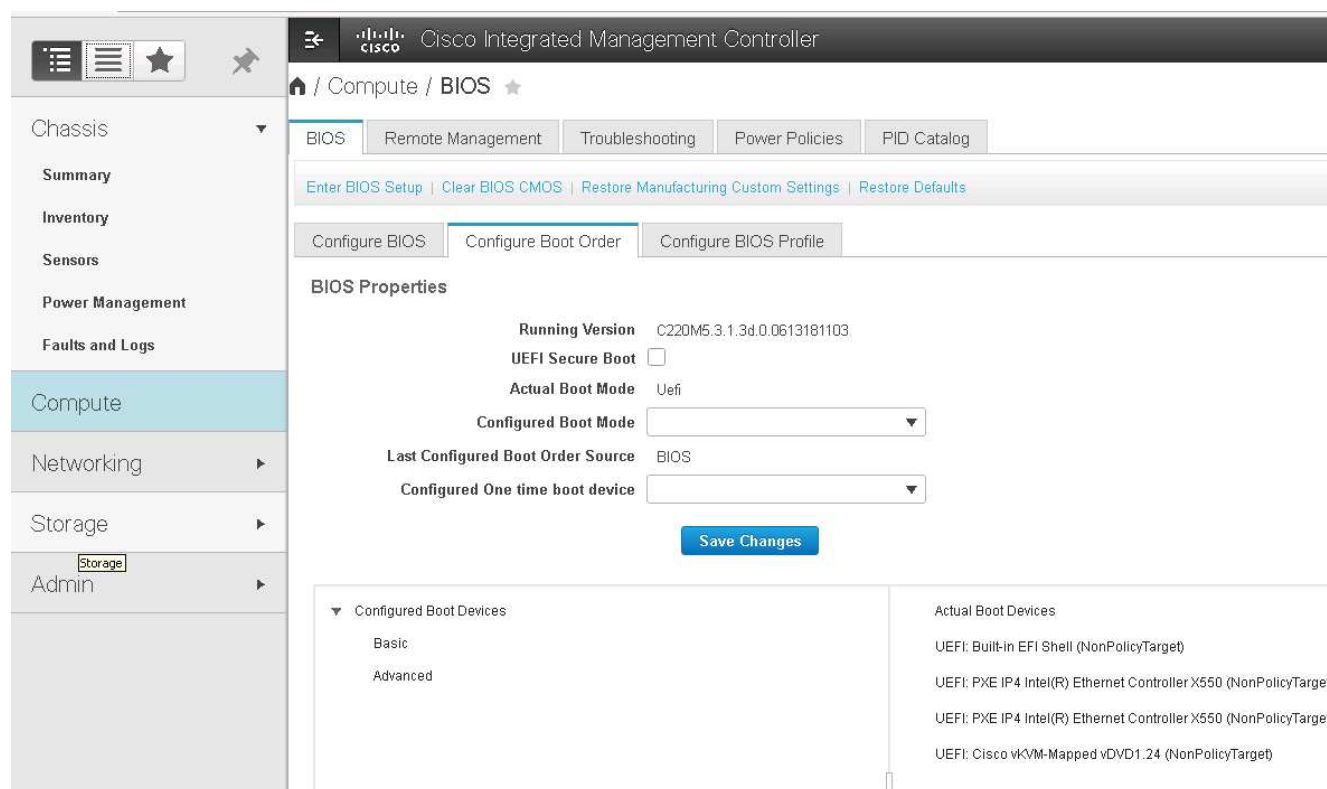 cisco Cisco Integrated Management Controller
/ Compute / BIOS
Chassis
Summary
Inventory
Sensors
Power Management
Faults and Logs
Compute
Networking
Storage
Storage
Admin
BIOS Remote Management Troubleshooting Power Policies PID Catalog
Enter BIOS Setup | Clear BIOS CMOS | Restore Manufacturing Custom Settings | Restore Defaults
Configure BIOS Configure Boot Order Configure BIOS Profile
BIOS Properties
Running Version C220M5.3.1.3d.0.0613181103
UEFI Secure Boot
Actual Boot Mode Uefi
Configured Boot Mode
Last Configured Boot Order Source BIOS
Configured One time boot device
Save Changes
Configured Boot Devices
Basic
Advanced
Actual Boot Devices
UEFI: Built-in EFI Shell (NonPolicyTarget)
UEFI: PXE IP4 Intel(R) Ethernet Controller X550 (NonPolicyTarge
UEFI: PXE IP4 Intel(R) Ethernet Controller X550 (NonPolicyTarge
UEFI: Cisco vKVM-Mapped vDVD1.24 (NonPolicyTarget)